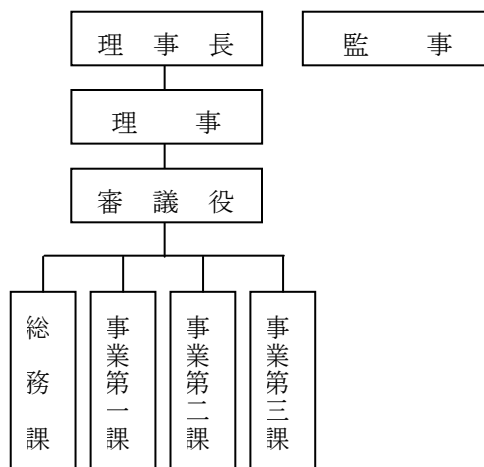 理事長
監事
理事
審議役
総務課
事業第一課
事業第二課
事業第三課